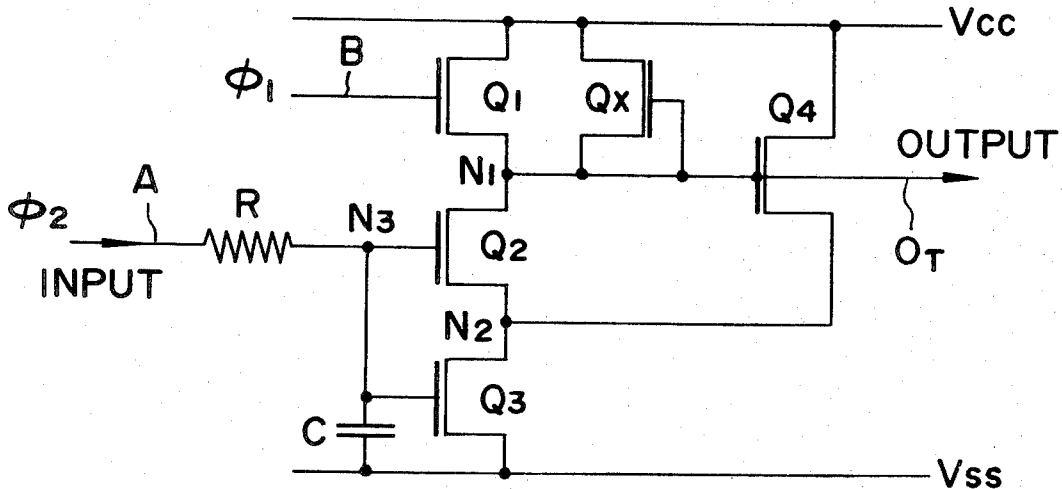 Vcc
B
ϕ1
Q1
Qx
Q4
OUTPUT
N1
A
R
ϕ2
N3
Q2
OT
INPUT
N2
Q3
C
Vss